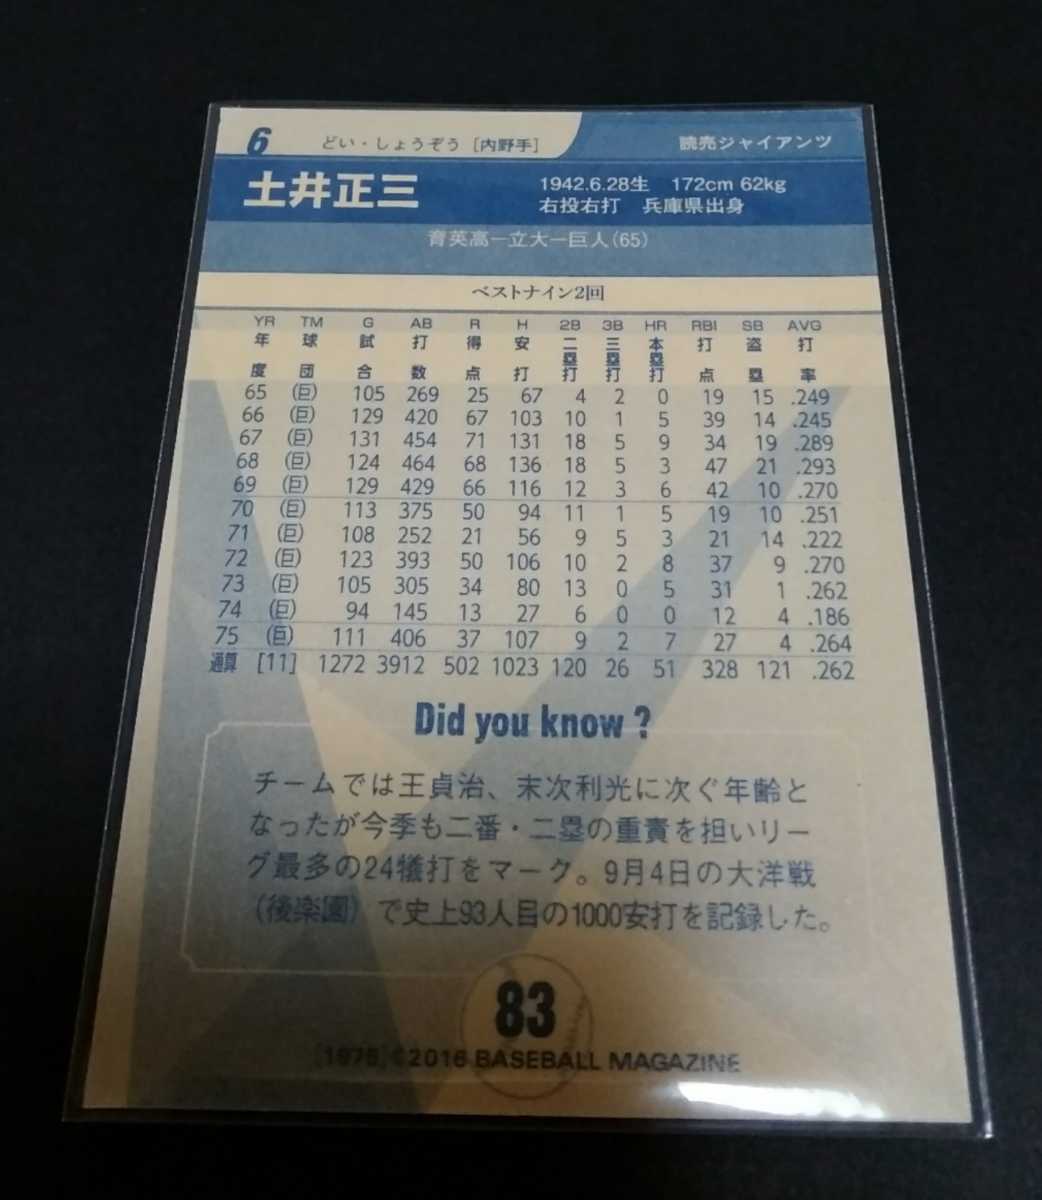 6 どい・しょうぞう [内野手] 読売ジャイアンツ
土井正三 1942.6.28生 172cm 62kg
右投右打 兵庫県出身
育英高ー立大ー巨人(65)
ベストナイン2回
YR TM G AB R H 2B 3B HR RBI SB AVG
年度 球団 試合 打数 得点 安打 二塁打 三塁打 本塁打 打点 盗塁 打率
65 (巨) 105 269 25 67 4 2 0 19 15 .249
66 (巨) 129 420 67 103 10 1 5 39 14 .245
67 (巨) 131 454 71 131 18 5 9 34 19 .289
68 (巨) 124 464 68 136 18 5 3 47 21 .293
69 (巨) 129 429 66 116 12 3 6 42 10 .270
70 (巨) 113 375 50 94 11 1 5 19 10 .251
71 (巨) 108 252 21 56 9 5 3 21 14 .222
72 (巨) 123 393 50 106 10 2 8 37 9 .270
73 (巨) 105 305 34 80 13 0 5 31 1 .262
74 (巨) 94 145 13 27 6 0 0 12 4 .186
75 (巨) 111 406 37 107 9 2 7 27 4 .264
通算 [11] 1272 3912 502 1023 120 26 51 328 121 .262
Did you know?
チームでは王貞治、末次利光に次ぐ年齢と
なったが今季も二番・二塁の重責を担いリー
グ最多の24犠打をマーク。9月4日の大洋戦
(後楽園)で史上93人目の1000安打を記録した。
83
©2016 BASEBALL MAGAZINE